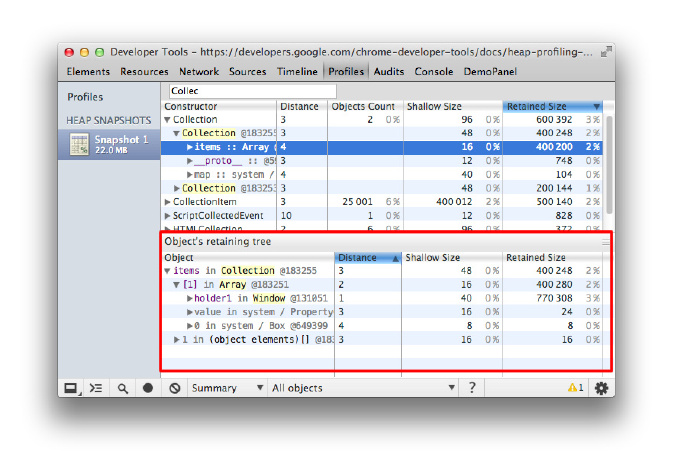 Developer Tools - https://developers.google.com/chrome-developer-tools/docs/heap-profiling-...
Elements Resources Network Sources Timeline Profiles Audits Console DemoPanel
Profiles
HEAP SNAPSHOTS
Snapshot 1
22.0 MB
Collec
Constructor Distance Objects Count Shallow Size Retained Size
Collection 3 2 0% 96 0% 600 392 3%
Collection @183255 3 48 0% 400 248 2%
items :: Array 4 16 0% 400 200 2%
__proto__ :: 3 12 0% 748 0%
map :: system / 4 40 0% 104 0%
Collection 3 48 0% 200 144 1%
CollectionItem 3 25 001 6% 400 012 2% 500 140 2%
ScriptCollectedEvent 10 1 0% 12 0% 828 0%
HTMLCollection 2 6 0% 96 0% 372 0%
Object's retaining tree
Object Distance Shallow Size Retained Size
items in Collection @183255 3 48 0% 400 248 2%
[1] in Array @183251 2 16 0% 400 280 2%
holder1 in Window @131051 1 40 0% 770 308 3%
value in system / Property 3 16 0% 24 0%
0 in system / Box @649399 4 8 0% 8 0%
1 in (object elements)[] 3 16 0% 16 0%
Summary All objects ? 1